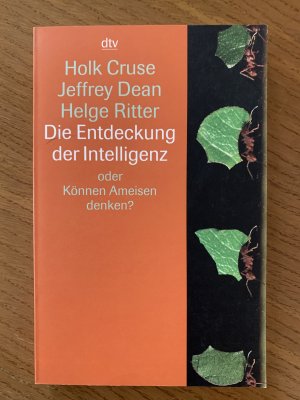 dtv
Holk Cruse
Jeffrey Dean
Helge Ritter
Die Entdeckung
der Intelligenz
oder
Können Ameisen
denken?